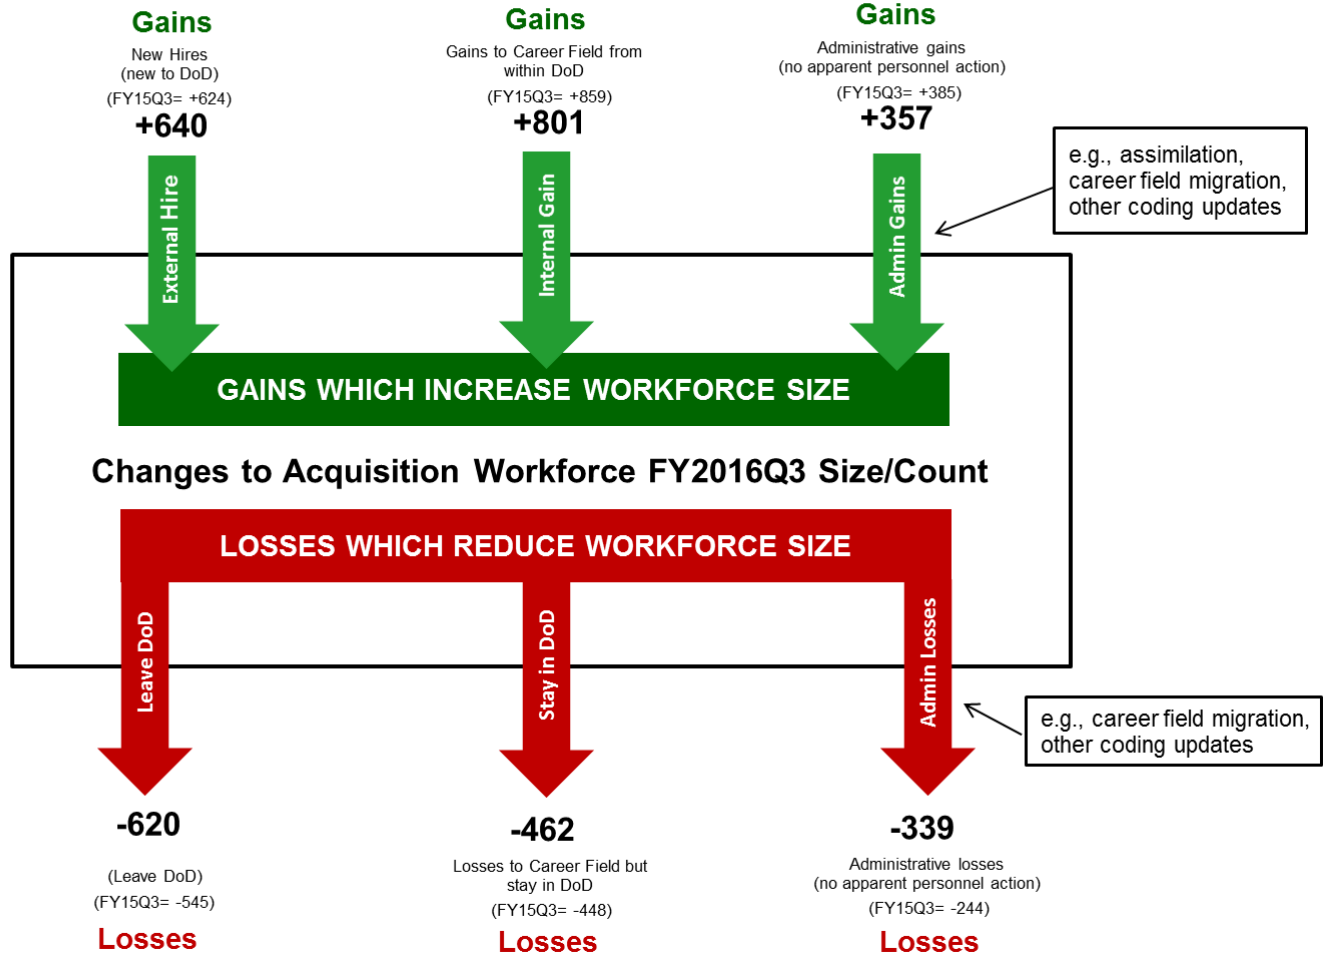 Gains
New Hires
(new to DoD)
(FY15Q3= +624)
+640
Gains
Gains to Career Field from
within DoD
(FY15Q3= +859)
+801
Gains
Administrative gains
(no apparent personnel action)
(FY15Q3= +385)
+357
e.g., assimilation,
career field migration,
other coding updates
External Hire
Internal Gain
Admin Gains
GAINS WHICH INCREASE WORKFORCE SIZE
Changes to Acquisition Workforce FY2016Q3 Size/Count
LOSSES WHICH REDUCE WORKFORCE SIZE
Leave DoD
Stay in DoD
Admin Losses
e.g., career field migration,
other coding updates
-620
(Leave DoD)
(FY15Q3= -545)
Losses
-462
Losses to Career Field but
stay in DoD
(FY15Q3= -448)
Losses
-339
Administrative losses
(no apparent personnel action)
(FY15Q3= -244)
Losses